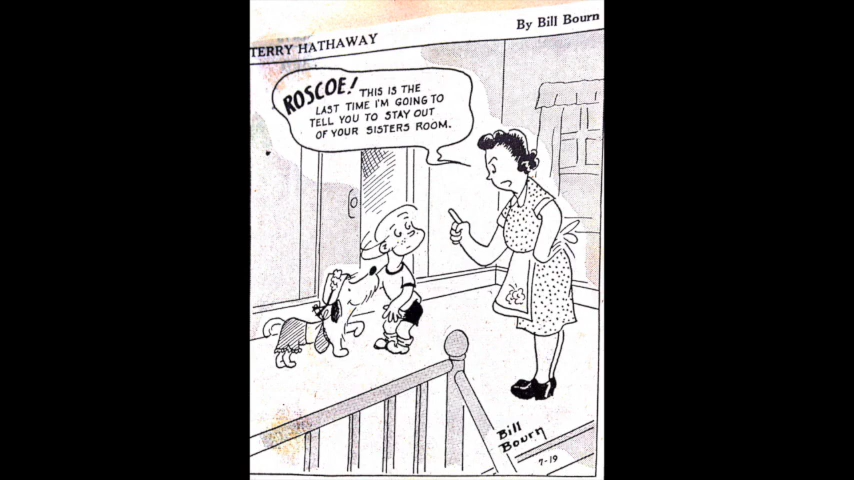 TERRY HATHAWAY
By Bill Bourn
ROSCOE! THIS IS THE
LAST TIME I'M GOING TO
TELL YOU TO STAY OUT
OF YOUR SISTERS ROOM.
Bill
Bourn
7-19